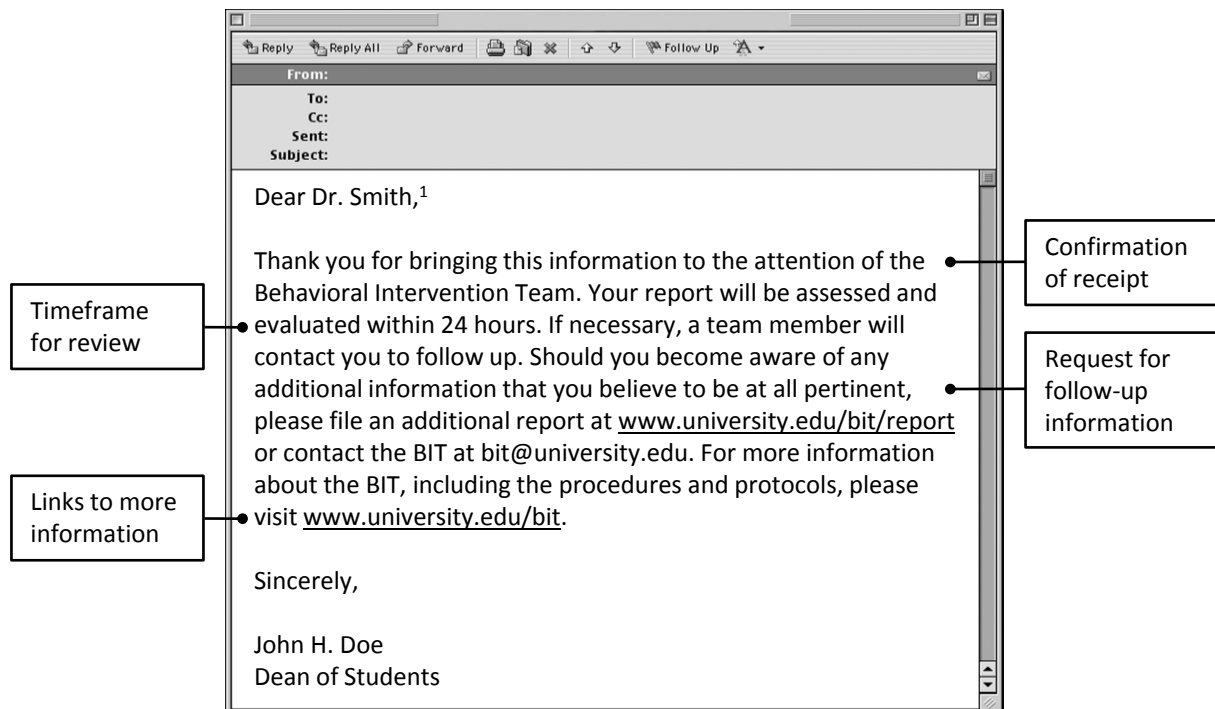 Reply Reply All Forward Follow Up A
From:
To:
Cc:
Sent:
Subject:
Dear Dr. Smith,1
Thank you for bringing this information to the attention of the
Behavioral Intervention Team. Your report will be assessed and
evaluated within 24 hours. If necessary, a team member will
contact you to follow up. Should you become aware of any
additional information that you believe to be at all pertinent,
please file an additional report at www.university.edu/bit/report
or contact the BIT at bit@university.edu. For more information
about the BIT, including the procedures and protocols, please
visit www.university.edu/bit.
Sincerely,
John H. Doe
Dean of Students
Timeframe
for review
Links to more
information
Confirmation
of receipt
Request for
follow-up
information